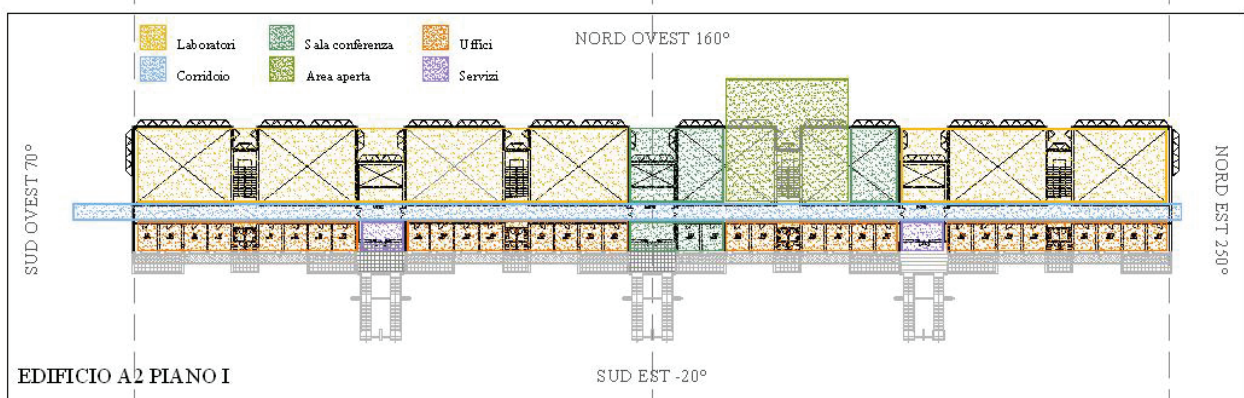 Laboratori
Sala conferenza
Uffici
Corridoio
Area aperta
Servizi
NORD OVEST 160°
SUD OVEST 70°
NORD EST 250°
SUD EST -20°
EDIFICIO A2 PIANO I